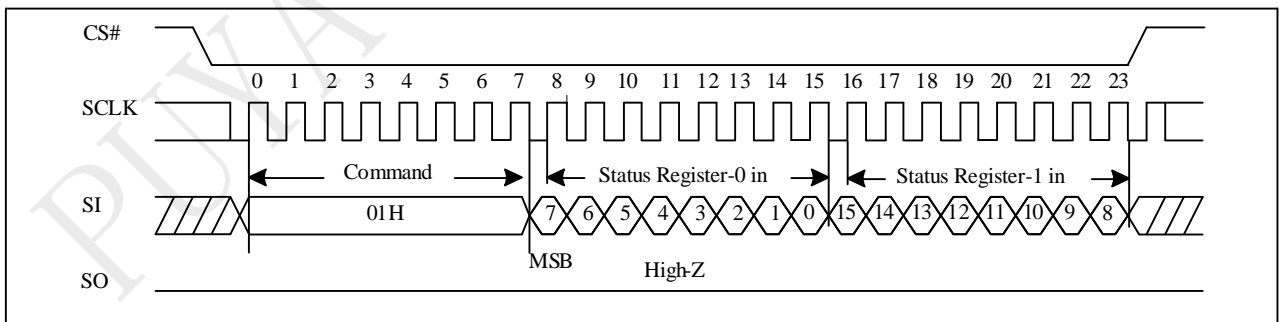 CS#
0 1 2 3 4 5 6 7 8 9 10 11 12 13 14 15 16 17 18 19 20 21 22 23
SCLK
Command Status Register-0 in Status Register-1 in
SI 01H 7 6 5 4 3 2 1 0 15 14 13 12 11 10 9 8
MSB High-Z
SO
PUYA